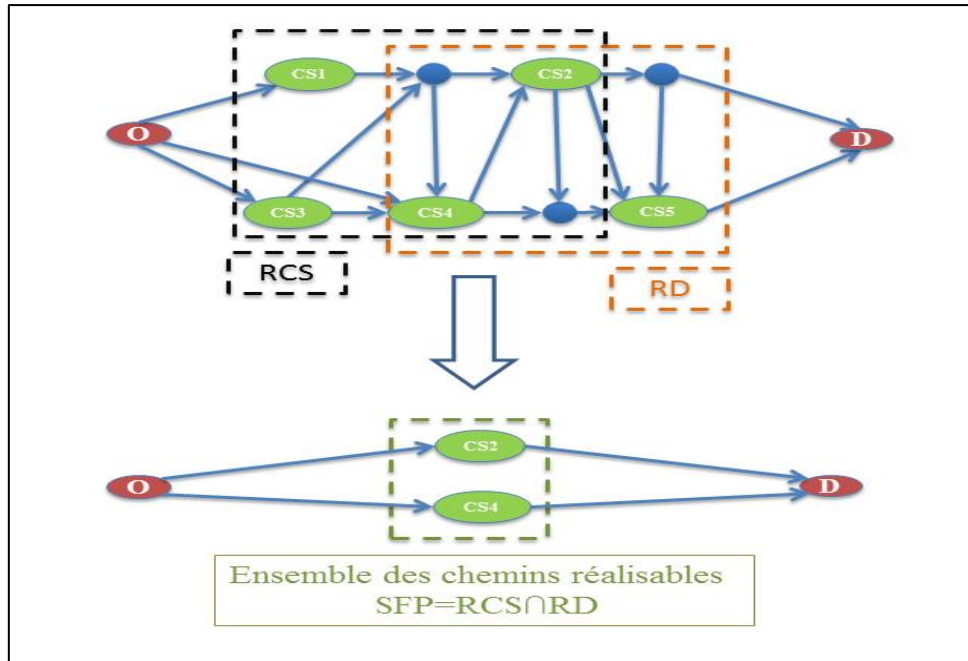 CS1
CS2
O
D
CS3
CS4
CS5
RCS
RD
CS2
O
D
CS4
Ensemble des chemins réalisables
SFP=RCS∩RD